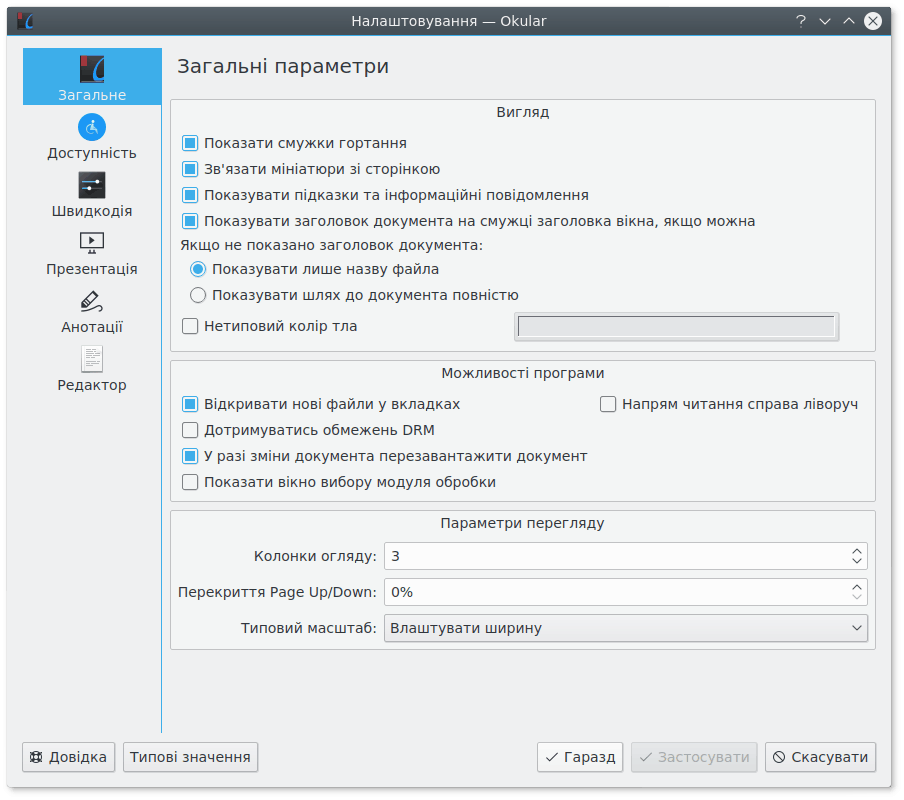 Налаштовування — Okular
Загальне
Доступність
Швидкодія
Презентація
Анотації
Редактор
Загальні параметри
Вигляд
Показати смужки гортання
Зв'язати мініатюри зі сторінкою
Показувати підказки та інформаційні повідомлення
Показувати заголовок документа на смужці заголовка вікна, якщо можна
Якщо не показано заголовок документа:
Показувати лише назву файла
Показувати шлях до документа повністю
Нетиповий колір тла
Можливості програми
Відкривати нові файли у вкладках
Напрям читання справа ліворуч
Дотримуватись обмежень DRM
У разі зміни документа перезавантажити документ
Показати вікно вибору модуля обробки
Параметри перегляду
Колонки огляду: 3
Перекриття Page Up/Down: 0%
Типовий масштаб: Влаштувати ширину
Довідка
Типові значення
Гаразд
Застосувати
Скасувати